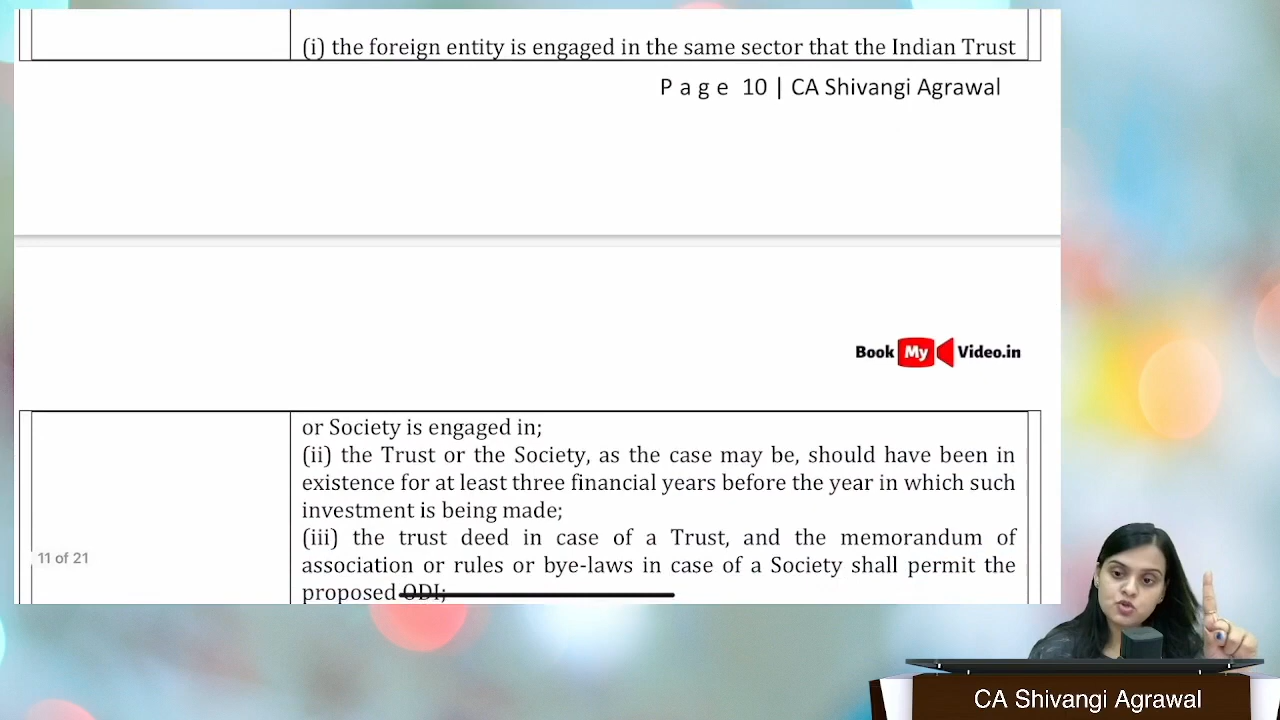 (i) the foreign entity is engaged in the same sector that the Indian Trust
P a g e 10 | CA Shivangi Agrawal
Book My Video.in
or Society is engaged in;
(ii) the Trust or the Society, as the case may be, should have been in
existence for at least three financial years before the year in which such
investment is being made;
(iii) the trust deed in case of a Trust, and the memorandum of
association or rules or bye-laws in case of a Society shall permit the
proposed ODI;
11 of 21
CA Shivangi Agrawal